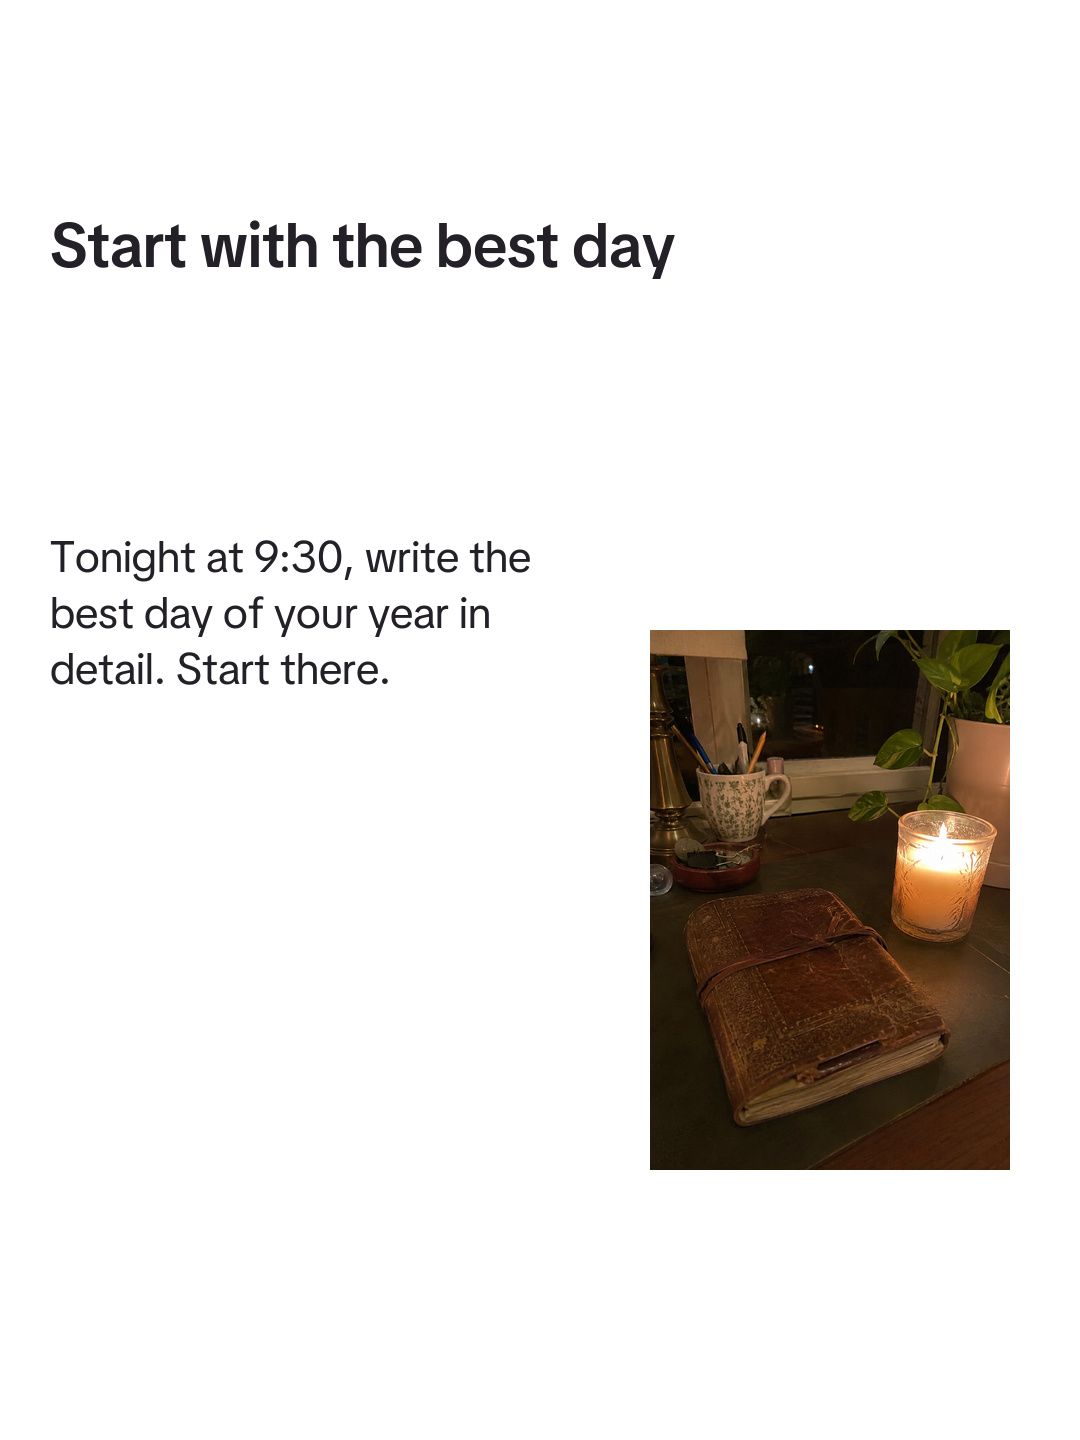 Start with the best day
Tonight at 9:30, write the
best day of your year in
detail. Start there.